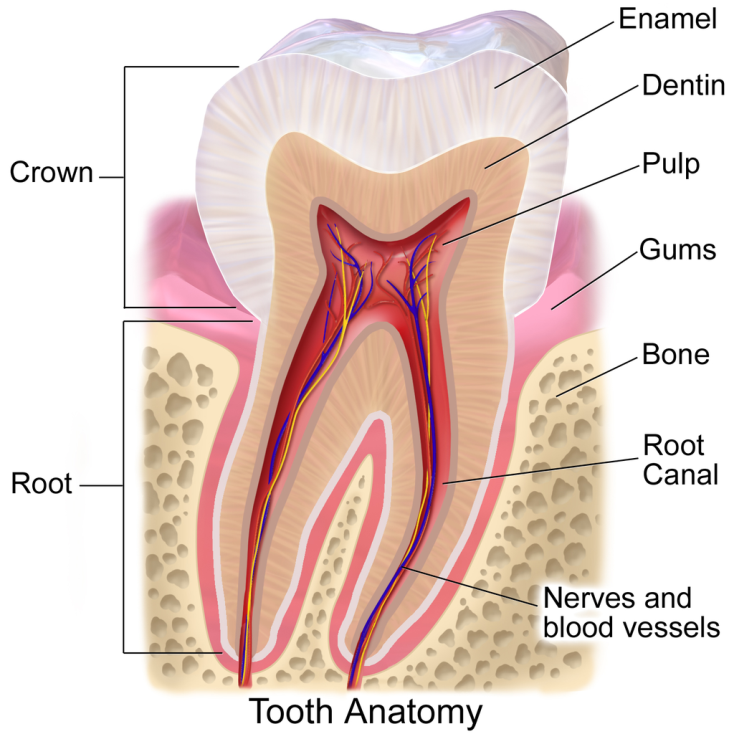 Enamel
Dentin
Crown
Pulp
Gums
Bone
Root
Canal
Root
Nerves and
blood vessels
Tooth Anatomy